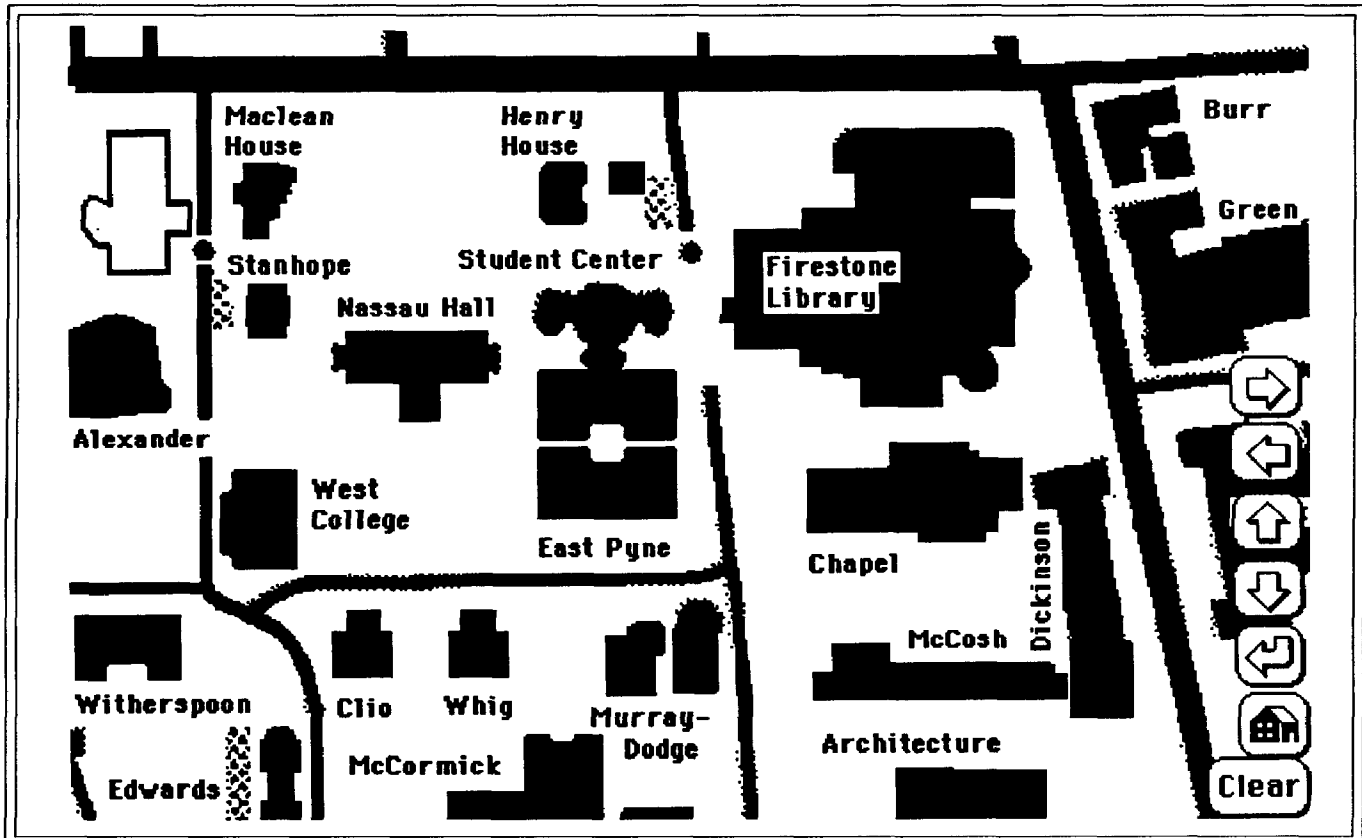 Maclean
House
Henry
House
Burr
Green
Stanhope
Student Center
Firestone
Library
Nassau Hall
Alexander
West
College
East Pyne
Chapel
Dickinson
McCosh
Witherspoon
Clio
Whig
Murray-
Dodge
Architecture
McCormick
Edwards
Clear